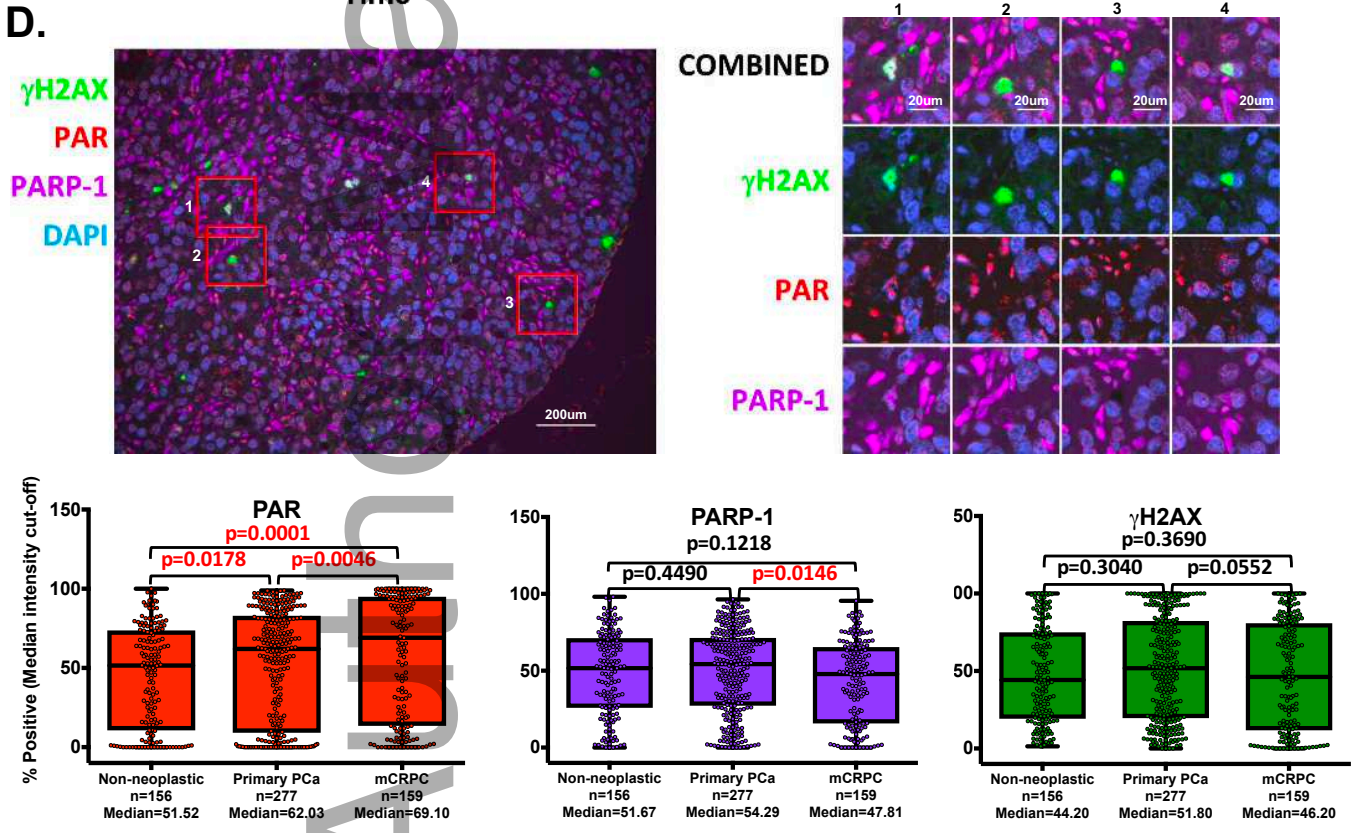 D.
γH2AX
PAR
PARP-1
DAPI
1
2
3
4
200um
1 2 3 4
COMBINED
20um 20um 20um 20um
γH2AX
PAR
PARP-1
% Positive (Median intensity cut-off)
PAR
p=0.0001
p=0.0178 p=0.0046
150
100
50
0
Non-neoplastic Primary PCa mCRPC
n=156 n=277 n=159
Median=51.52 Median=62.03 Median=69.10
PARP-1
p=0.1218
p=0.4490 p=0.0146
150
100
50
0
Non-neoplastic Primary PCa mCRPC
n=156 n=277 n=159
Median=51.67 Median=54.29 Median=47.81
γH2AX
p=0.3690
p=0.3040 p=0.0552
50
00
50
0
Non-neoplastic Primary PCa mCRPC
n=156 n=277 n=159
Median=44.20 Median=51.80 Median=46.20